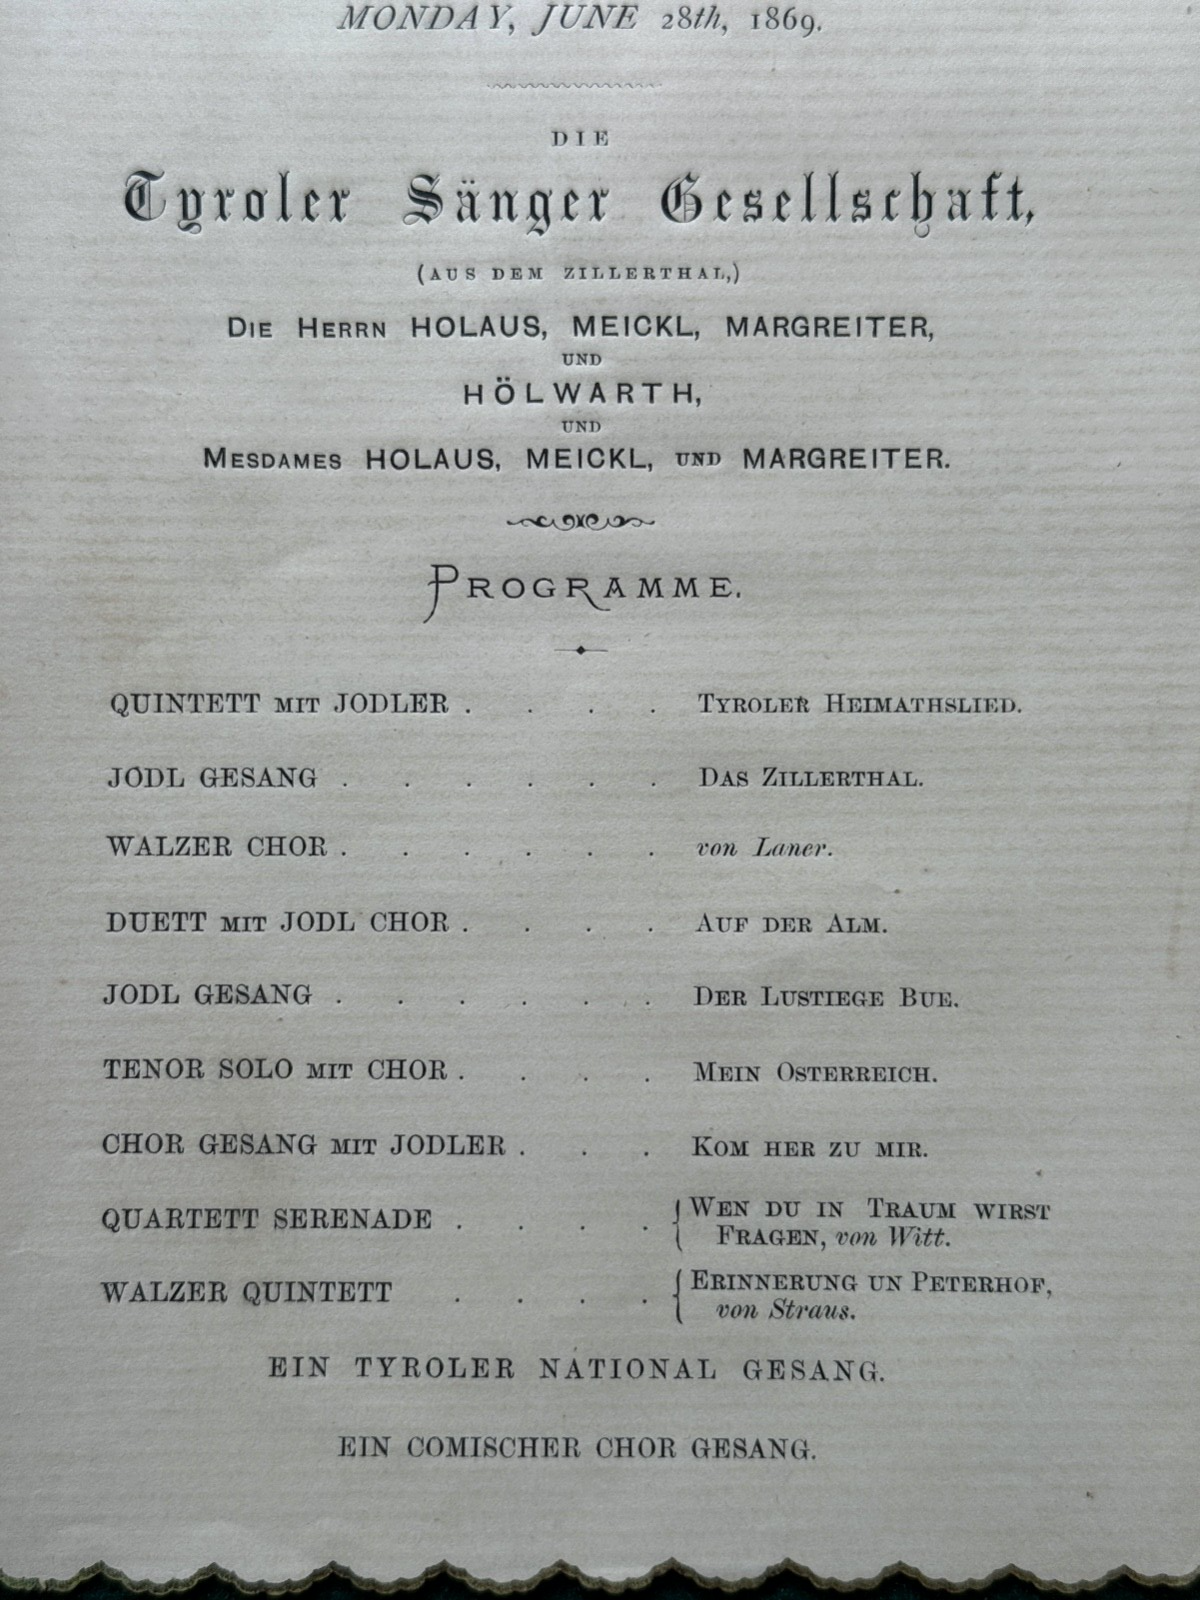 MONDAY, JUNE 28th, 1869.
DIE
Tyroler Sänger Gesellschaft,
(AUS DEM ZILLERTHAL,)
DIE HERRN HOLAUS, MEICKL, MARGREITER,
UND
HÖLWARTH,
UND
MESDAMES HOLAUS, MEICKL, UND MARGREITER.
PROGRAMME.
QUINTETT MIT JODLER . . . . TYROLER HEIMATHSLIED.
JODL GESANG . . . . . . DAS ZILLERTHAL.
WALZER CHOR . . . . . . von Laner.
DUETT MIT JODL CHOR . . . . AUF DER ALM.
JODL GESANG . . . . . . DER LUSTIEGE BUE.
TENOR SOLO MIT CHOR . . . . MEIN OSTERREICH.
CHOR GESANG MIT JODLER . . . KOM HER ZU MIR.
QUARTETT SERENADE . . . . { WEN DU IN TRAUM WIRST
FRAGEN, von Witt.
WALZER QUINTETT . . . . { ERINNERUNG UN PETERHOF,
von Straus.
EIN TYROLER NATIONAL GESANG.
EIN COMISCHER CHOR GESANG.